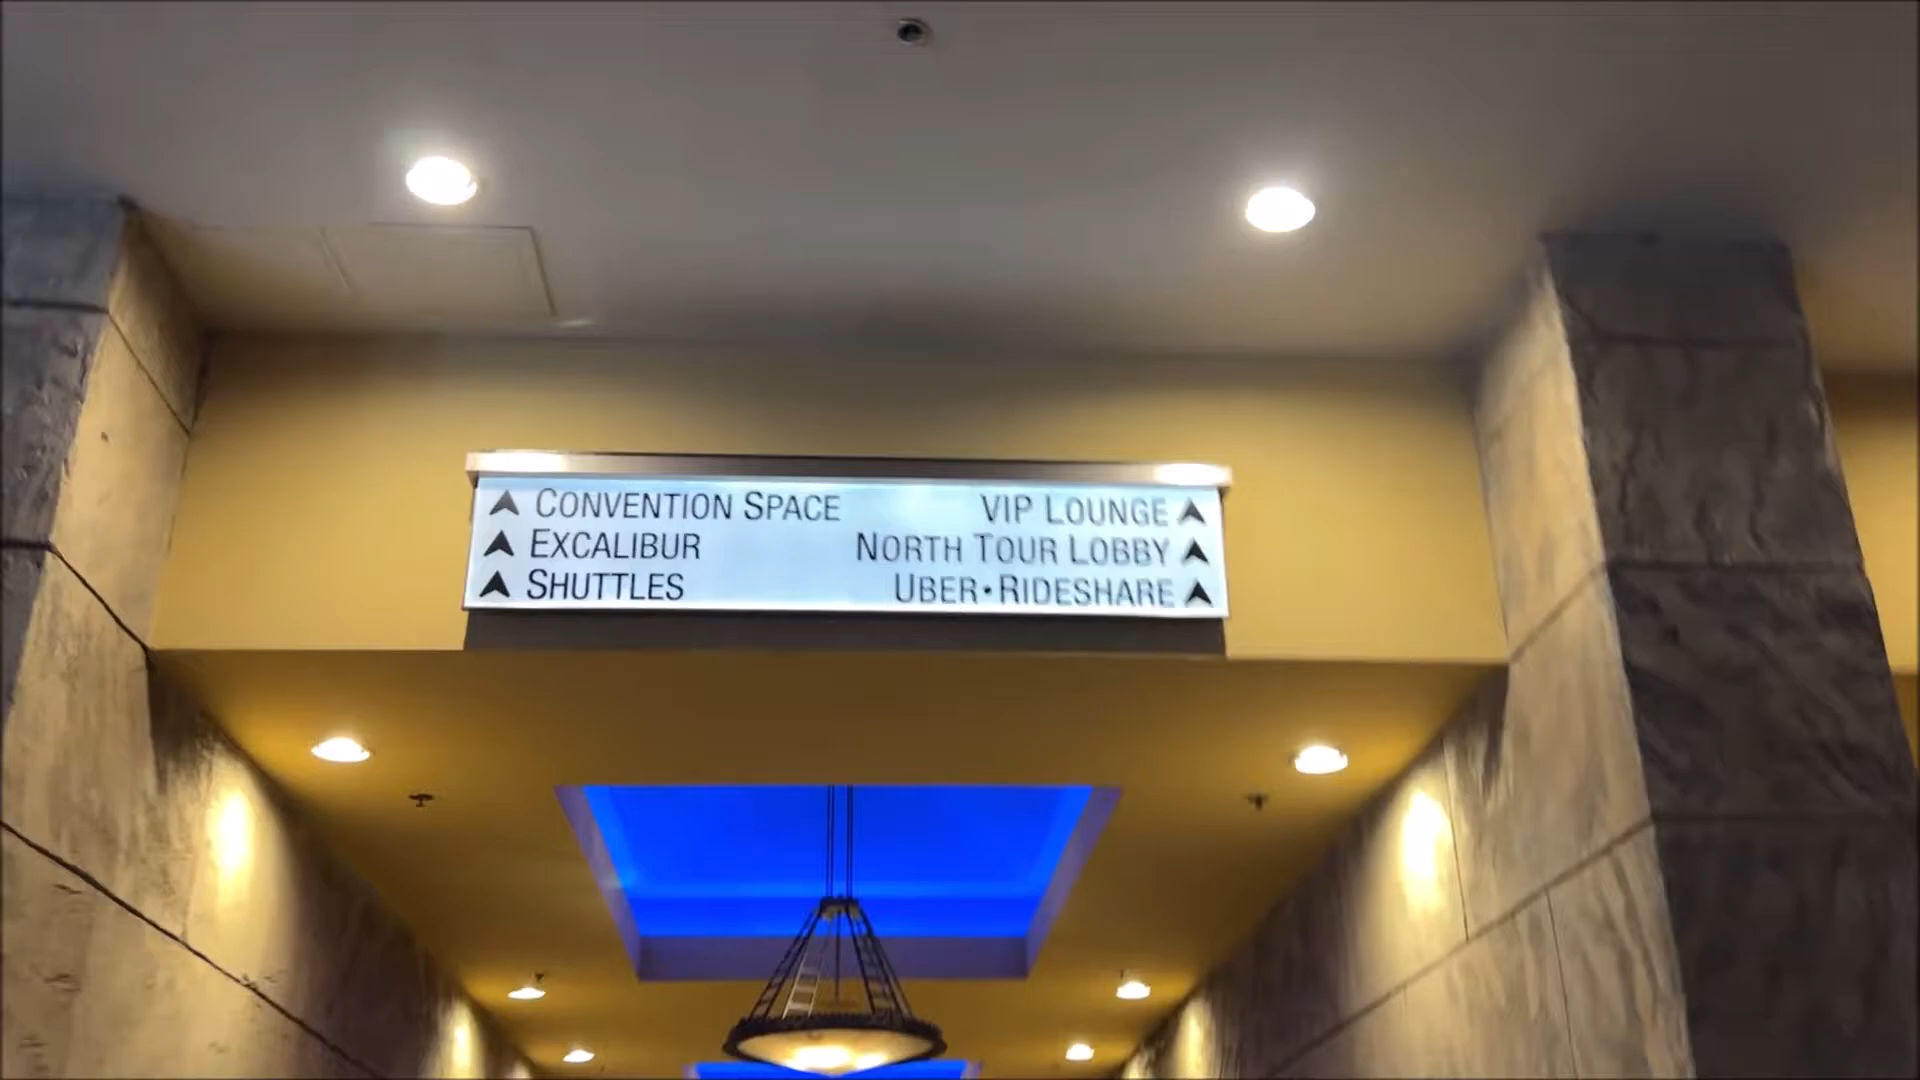 CONVENTION SPACE
EXCALIBUR
SHUTTLES
VIP LOUNGE
NORTH TOUR LOBBY
UBER•RIDESHARE